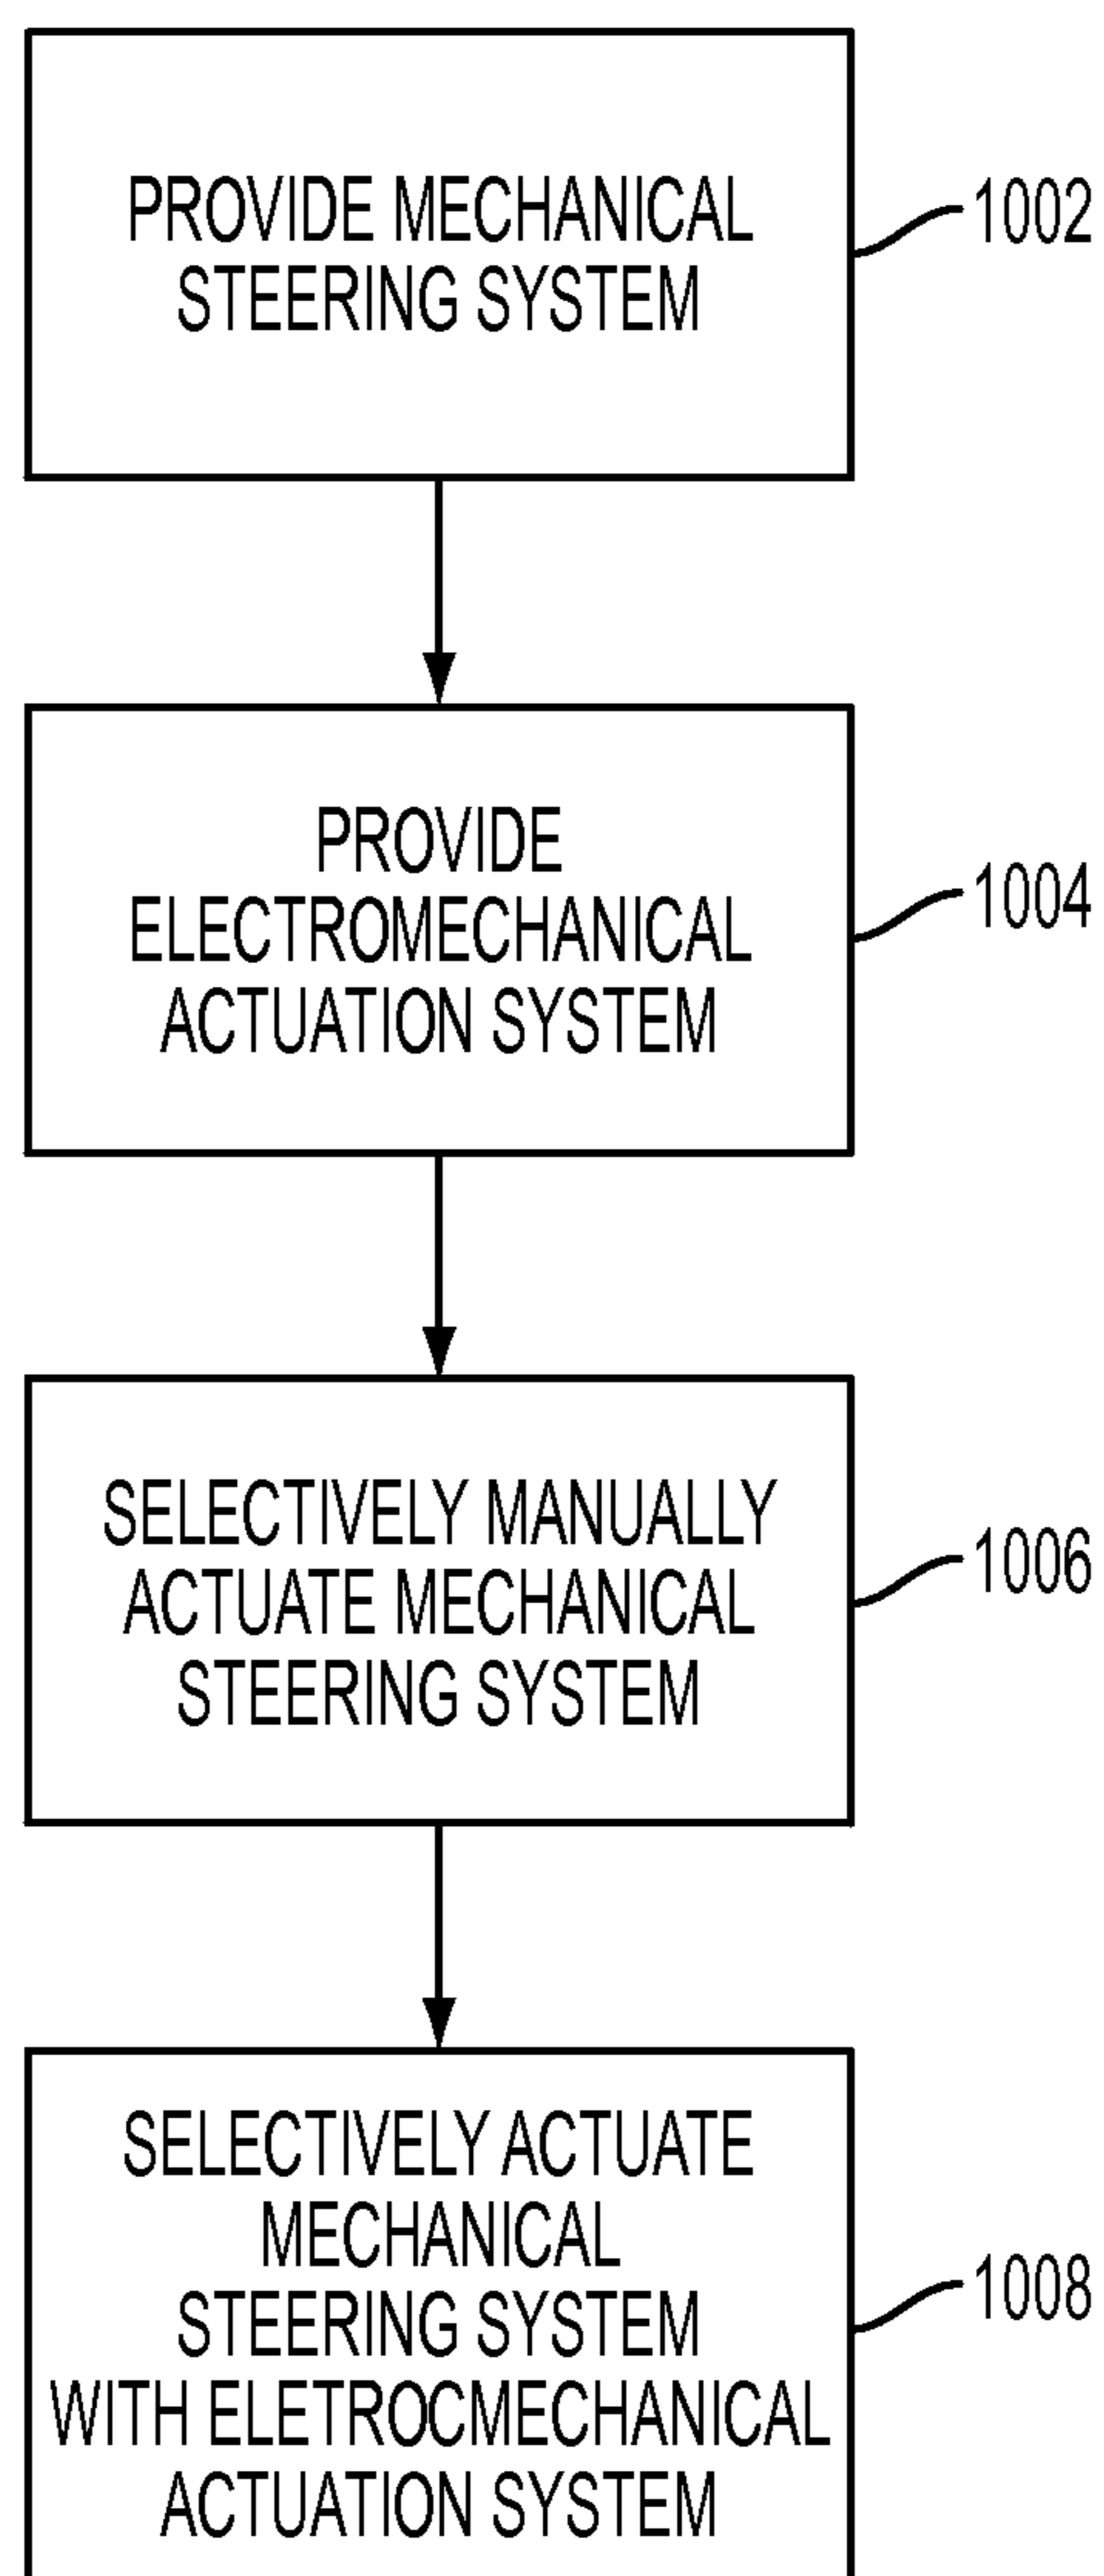 PROVIDE MECHANICAL
STEERING SYSTEM
1002
PROVIDE
ELECTROMECHANICAL
ACTUATION SYSTEM
1004
SELECTIVELY MANUALLY
ACTUATE MECHANICAL
STEERING SYSTEM
1006
SELECTIVELY ACTUATE
MECHANICAL
STEERING SYSTEM
WITH ELETROCMECHANICAL
ACTUATION SYSTEM
1008